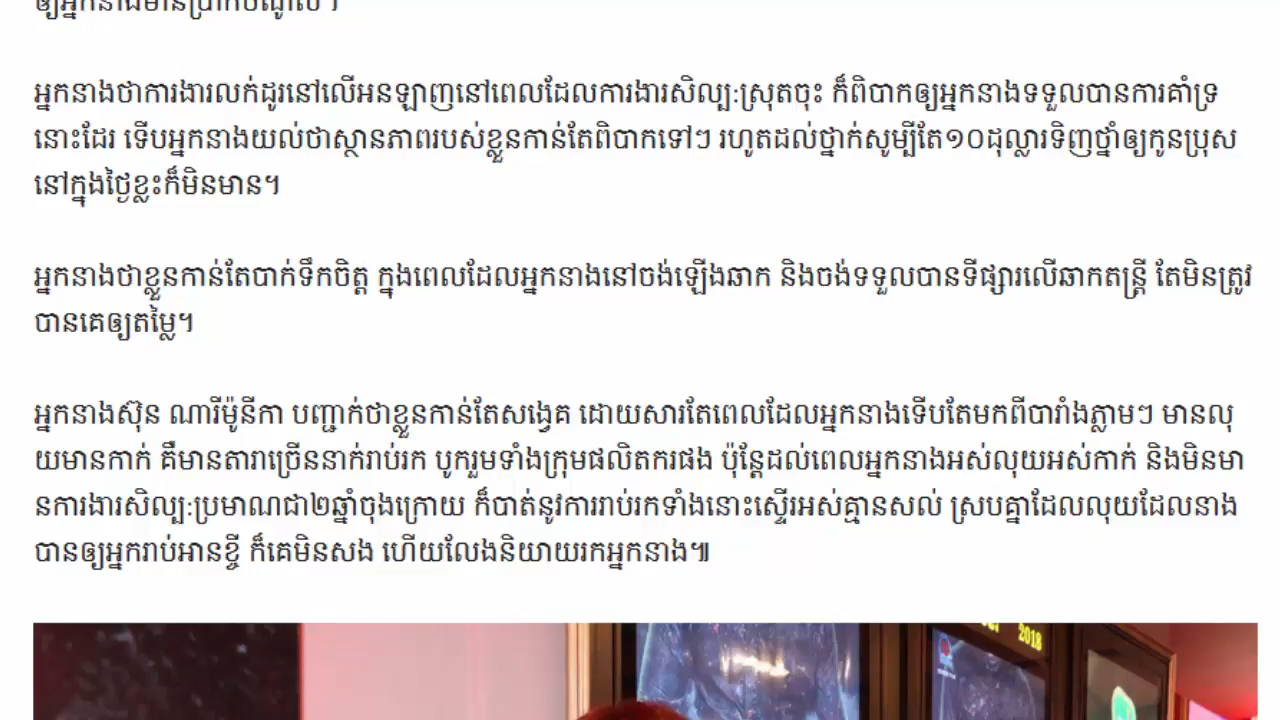 ឲ្យអ្នកនាងមានប្រាក់ចំណូល។
អ្នកនាងថាការងារលក់ដូរនៅលើអនឡាញនៅពេលដែលការងារសិល្បៈស្រុតចុះ ក៏ពិបាកឲ្យអ្នកនាងទទួលបានការគាំទ្រ
នោះដែរ ទើបអ្នកនាងយល់ថាស្ថានភាពរបស់ខ្លួនកាន់តែពិបាកទៅៗ រហូតដល់ថ្នាក់សូម្បីតែ១០ដុល្លារទិញថ្នាំឲ្យកូនប្រុស
នៅក្នុងថ្ងៃខ្លះក៏មិនមាន។
អ្នកនាងថាខ្លួនកាន់តែបាក់ទឹកចិត្ត ក្នុងពេលដែលអ្នកនាងនៅចង់ឡើងឆាក និងចង់ទទួលបានទីផ្សារលើឆាកតន្ត្រី តែមិនត្រូវ
បានគេឲ្យតម្លៃ។
អ្នកនាងស៊ុន ណារីម៉ូនីកា បញ្ជាក់ថាខ្លួនកាន់តែសង្វេគ ដោយសារតែពេលដែលអ្នកនាងទើបតែមកពីបារាំងភ្លាមៗ មានលុ
យមានកាក់ គឺមានតារាច្រើននាក់រាប់រក បូករួមទាំងក្រុមផលិតករផង ប៉ុន្តែដល់ពេលអ្នកនាងអស់លុយអស់កាក់ និងមិនមា
នការងារសិល្បៈប្រមាណជា២ឆ្នាំចុងក្រោយ ក៏បាត់នូវការរាប់រកទាំងនោះស្ទើរអស់គ្មានសល់ ស្របគ្នាដែលលុយដែលនាង
បានឲ្យអ្នករាប់អានខ្ចី ក៏គេមិនសង ហើយលែងនិយាយរកអ្នកនាង៕
2018